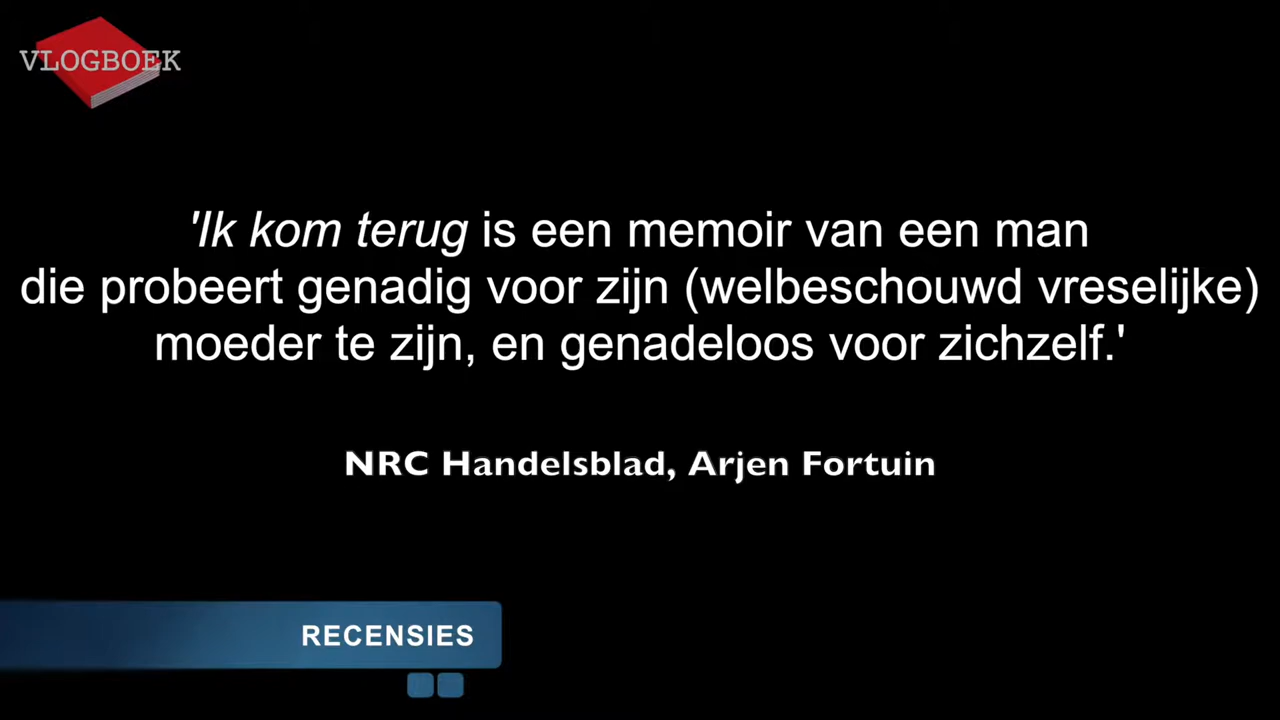 VLOGBOEK
'Ik kom terug is een memoir van een man
die probeert genadig voor zijn (welbeschouwd vreselijke)
moeder te zijn, en genadeloos voor zichzelf.'
NRC Handelsblad, Arjen Fortuin
RECENSIES